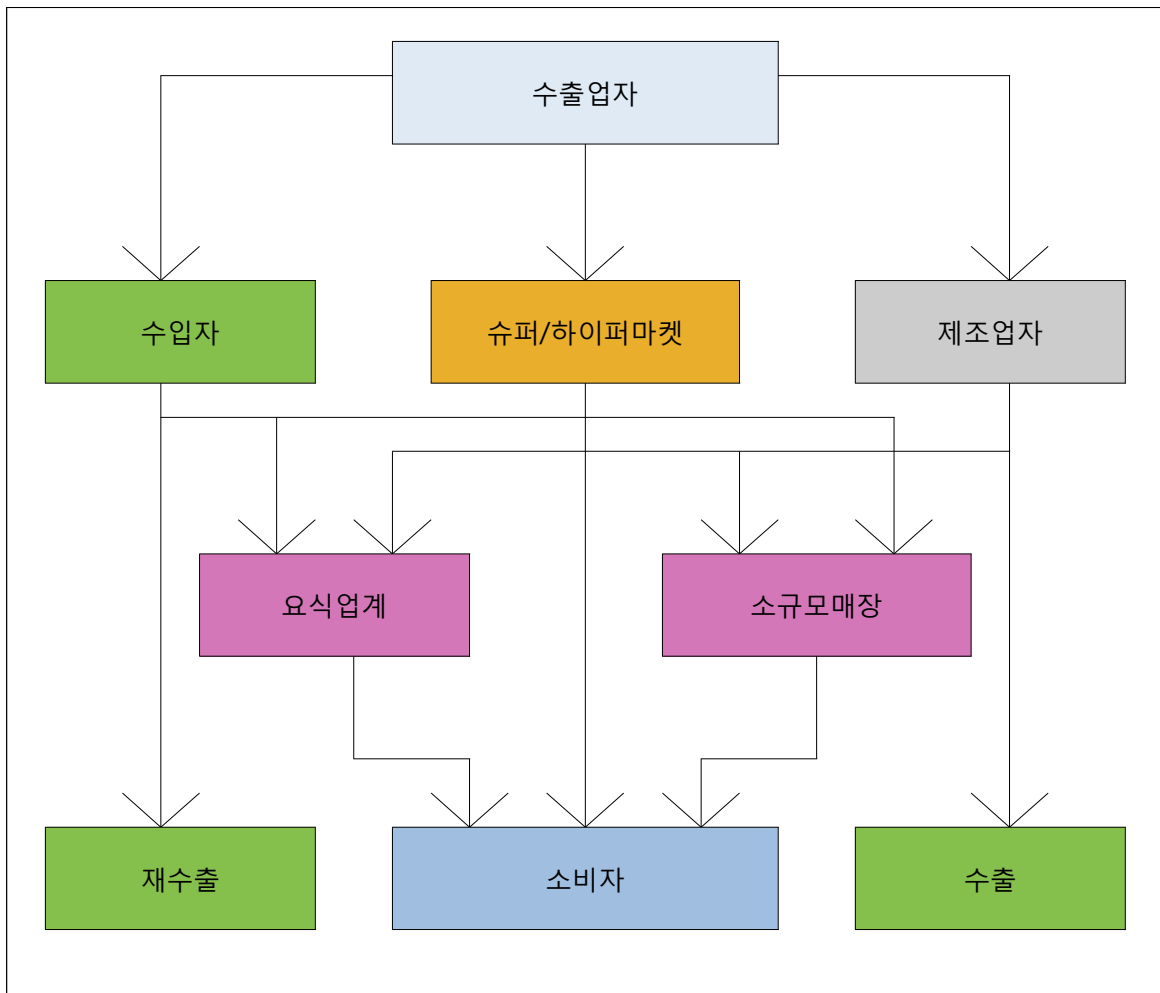 수출업자
수입자
슈퍼/하이퍼마켓
제조업자
요식업계
소규모매장
재수출
소비자
수출